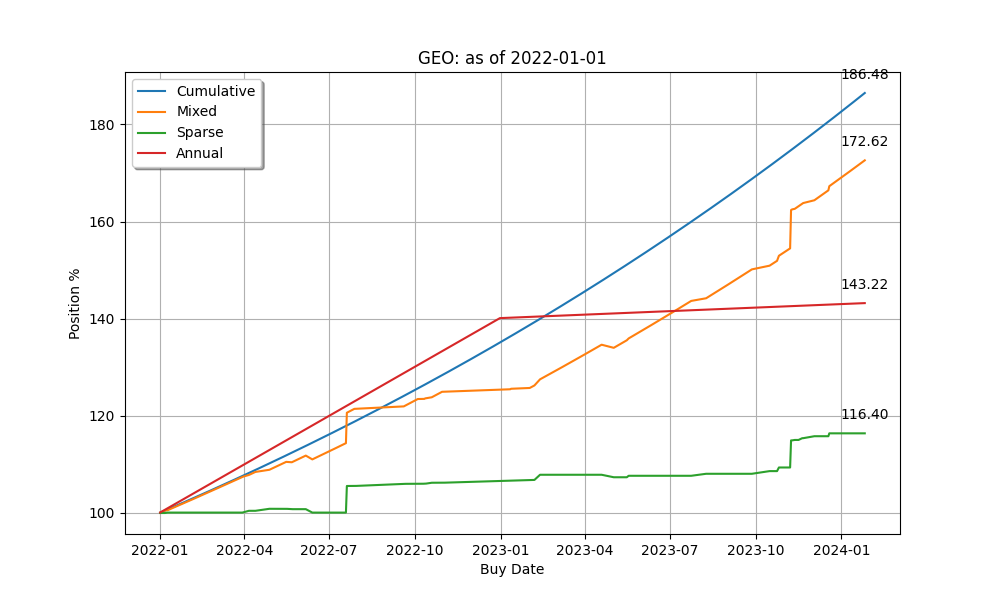 GEO: as of 2022-01-01
Cumulative
Mixed
Sparse
Annual
186.48
172.62
143.22
116.40
Position %
180
160
140
120
100
2022-01 2022-04 2022-07 2022-10 2023-01 2023-04 2023-07 2023-10 2024-01
Buy Date